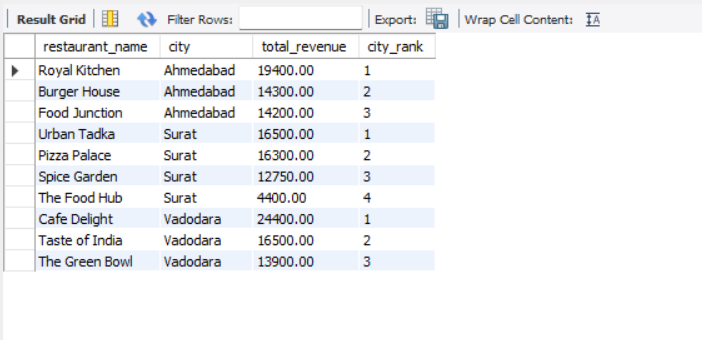 Result Grid Filter Rows: Export: Wrap Cell Content: IA
restaurant_name city total_revenue city_rank
Royal Kitchen Ahmedabad 19400.00 1
Burger House Ahmedabad 14300.00 2
Food Junction Ahmedabad 14200.00 3
Urban Tadka Surat 16500.00 1
Pizza Palace Surat 16300.00 2
Spice Garden Surat 12750.00 3
The Food Hub Surat 4400.00 4
Cafe Delight Vadodara 24400.00 1
Taste of India Vadodara 16500.00 2
The Green Bowl Vadodara 13900.00 3